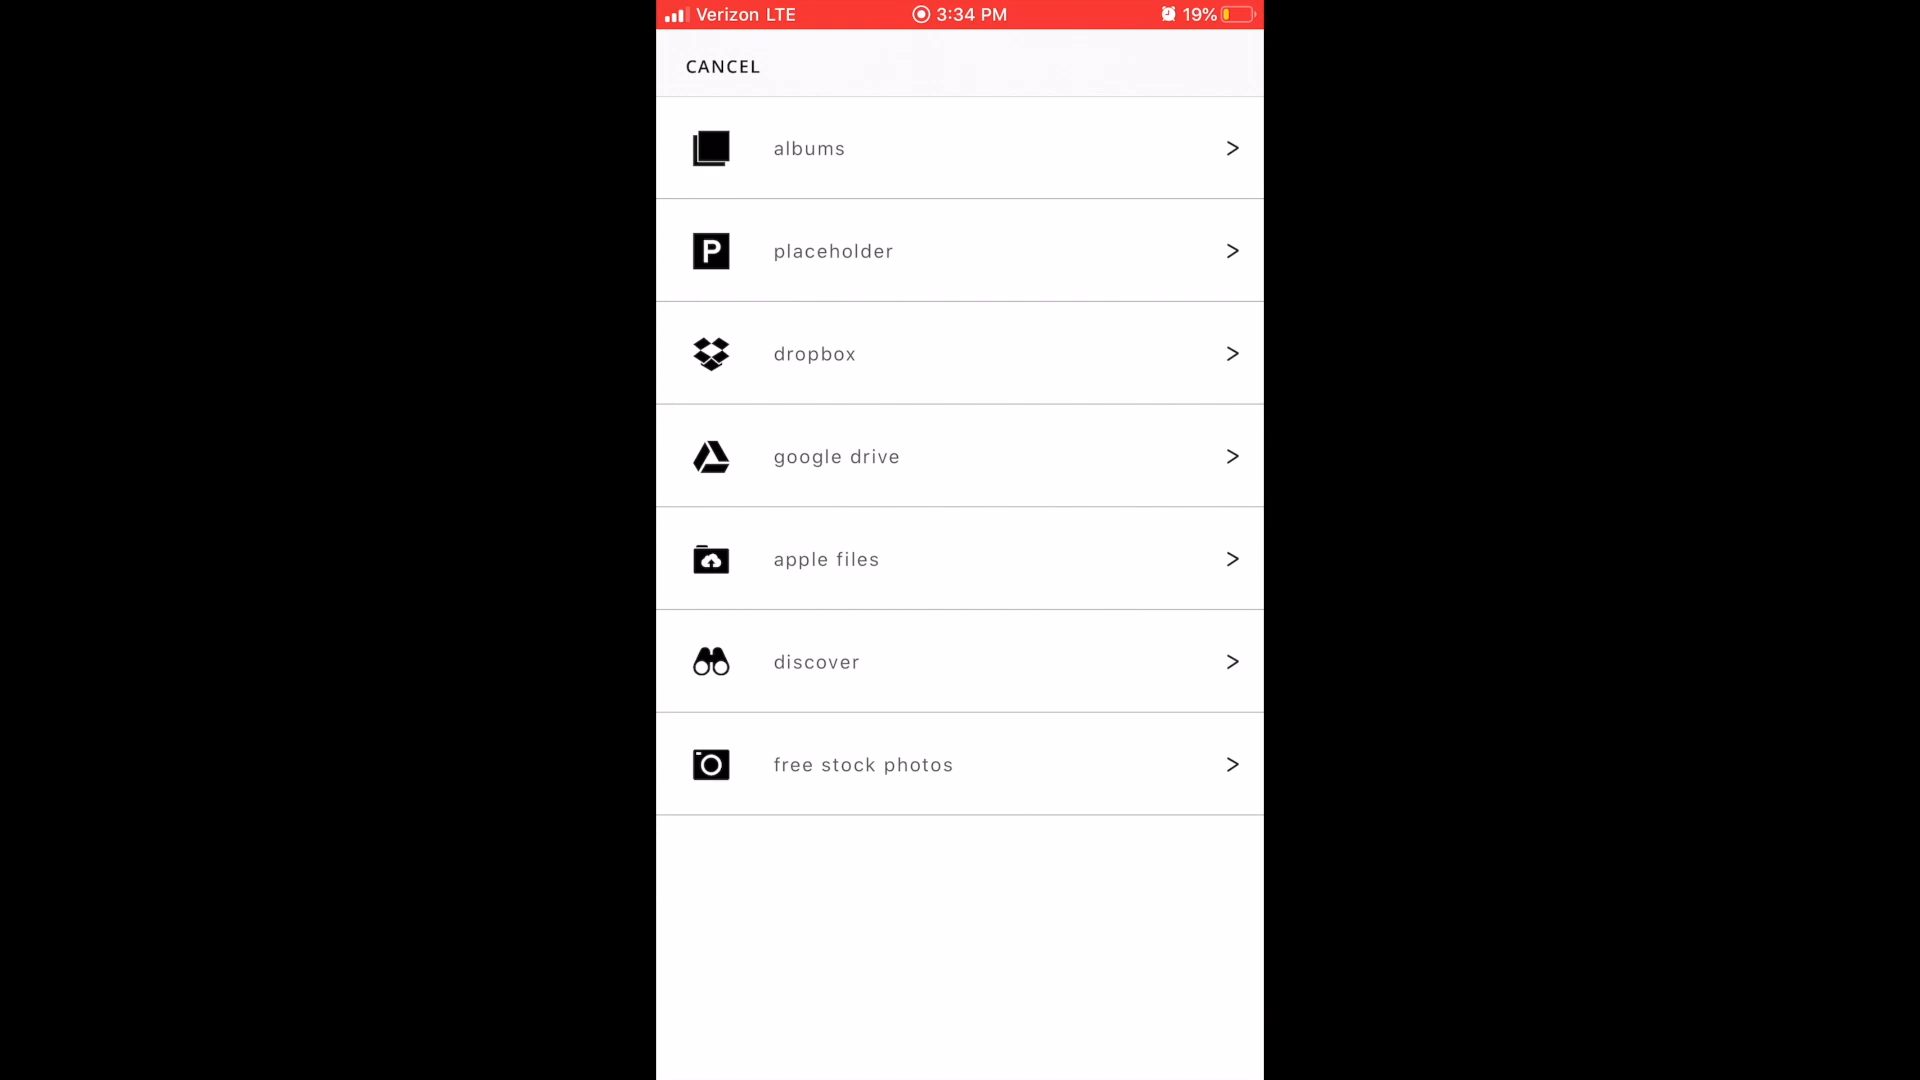 Verizon LTE 3:34 PM 19%
CANCEL
albums >
P placeholder >
dropbox >
google drive >
apple files >
discover >
free stock photos >